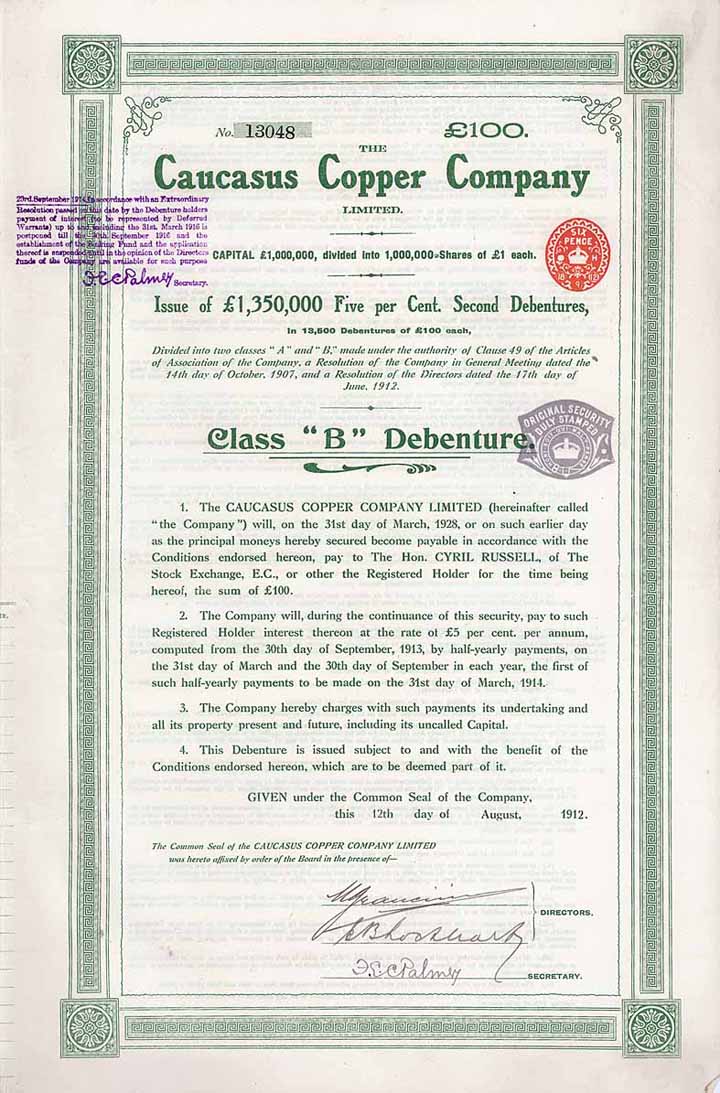 No. 13048 £100.
THE
Caucasus Copper Company
LIMITED.
23rd. September 1914. In accordance with an Extraordinary
Resolution passed on this date by the Debenture holders
payment of interest (to be represented by Deferred
Warrants) up to and including the 31st. March 1916 is
postponed till the 30th. September 1916 and the
establishment of the Sinking Fund and the application
thereof is suspended until in the opinion of the Directors
funds of the Company are available for such purpose
Secretary.
SIX
PENCE
CAPITAL £1,000,000, divided into 1,000,000 Shares of £1 each.
Issue of £1,350,000 Five per Cent. Second Debentures,
In 13,500 Debentures of £100 each,
Divided into two classes "A" and "B," made under the authority of Clause 49 of the Articles
of Association of the Company, a Resolution of the Company in General Meeting dated the
14th day of October, 1907, and a Resolution of the Directors dated the 17th day of
June, 1912.
Class "B" Debenture.
ORIGINAL SECURITY
DULY STAMPED
1. The CAUCASUS COPPER COMPANY LIMITED (hereinafter called
"the Company") will, on the 31st day of March, 1928, or on such earlier day
as the principal moneys hereby secured become payable in accordance with the
Conditions endorsed hereon, pay to The Hon. CYRIL RUSSELL, of The
Stock Exchange, E.C., or other the Registered Holder for the time being
hereof, the sum of £100.
2. The Company will, during the continuance of this security, pay to such
Registered Holder interest thereon at the rate of £5 per cent. per annum,
computed from the 30th day of September, 1913, by half-yearly payments, on
the 31st day of March and the 30th day of September in each year, the first of
such half-yearly payments to be made on the 31st day of March, 1914.
3. The Company hereby charges with such payments its undertaking and
all its property present and future, including its uncalled Capital.
4. This Debenture is issued subject to and with the benefit of the
Conditions endorsed hereon, which are to be deemed part of it.
GIVEN under the Common Seal of the Company,
this 12th day of August, 1912.
The Common Seal of the CAUCASUS COPPER COMPANY LIMITED
was hereto affixed by order of the Board in the presence of—
DIRECTORS.
SECRETARY.